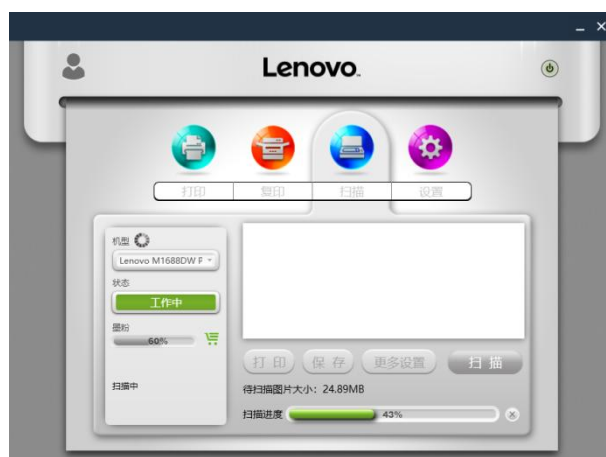 Lenovo
打印 复印 扫描 设置
机型
Lenovo M1688DW F
状态
工作中
墨粉
60%
扫描中
打 印 保 存 更多设置 扫 描
待扫描图片大小: 24.89MB
扫描进度 43%